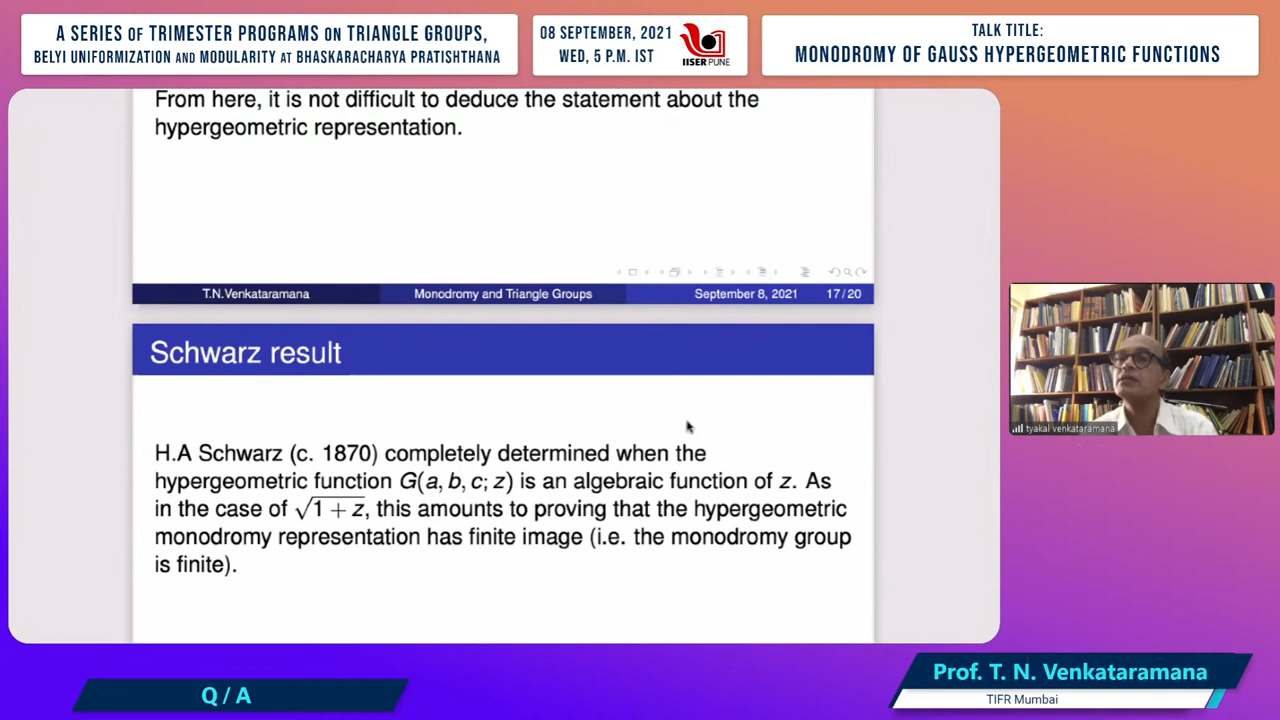 A SERIES OF TRIMESTER PROGRAMS ON TRIANGLE GROUPS,
BELYI UNIFORMIZATION AND MODULARITY AT BHASKARACHARYA PRATISHTHANA
08 SEPTEMBER, 2021
WED, 5 P.M. IST
IISER PUNE
TALK TITLE:
MONODROMY OF GAUSS HYPERGEOMETRIC FUNCTIONS
From here, it is not difficult to deduce the statement about the
hypergeometric representation.
T.N.Venkataramana Monodromy and Triangle Groups September 8, 2021 17/20
Schwarz result
H.A Schwarz (c. 1870) completely determined when the
hypergeometric function G(a, b, c; z) is an algebraic function of z. As
in the case of √1 + z, this amounts to proving that the hypergeometric
monodromy representation has finite image (i.e. the monodromy group
is finite).
tyakal venkataramana
Q / A
Prof. T. N. Venkataramana
TIFR Mumbai